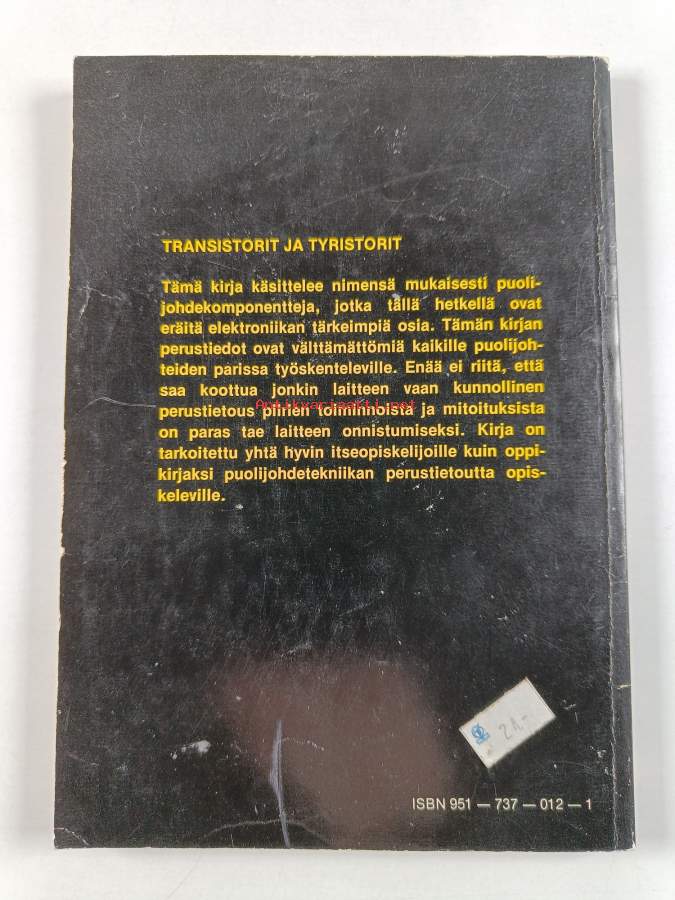 TRANSISTORIT JA TYRISTORIT
Tämä kirja käsittelee nimensä mukaisesti puoli-
johdekomponentteja, jotka tällä hetkellä ovat
eräitä elektroniikan tärkeimpiä osia. Tämän kirjan
perustiedot ovat välttämättömiä kaikille puolijoh-
teiden parissa työskenteleville. Enää ei riitä, että
saa koottua jonkin laitteen vaan kunnollinen
perustietous piirien toiminnoista ja mitoituksista
Antikvariaatti.net
on paras tae laitteen onnistumiseksi. Kirja on
tarkoitettu yhtä hyvin itseopiskelijoille kuin oppi-
kirjaksi puolijohdetekniikan perustietoutta opis-
keleville.
21.-
ISBN 951 — 737 — 012 — 1